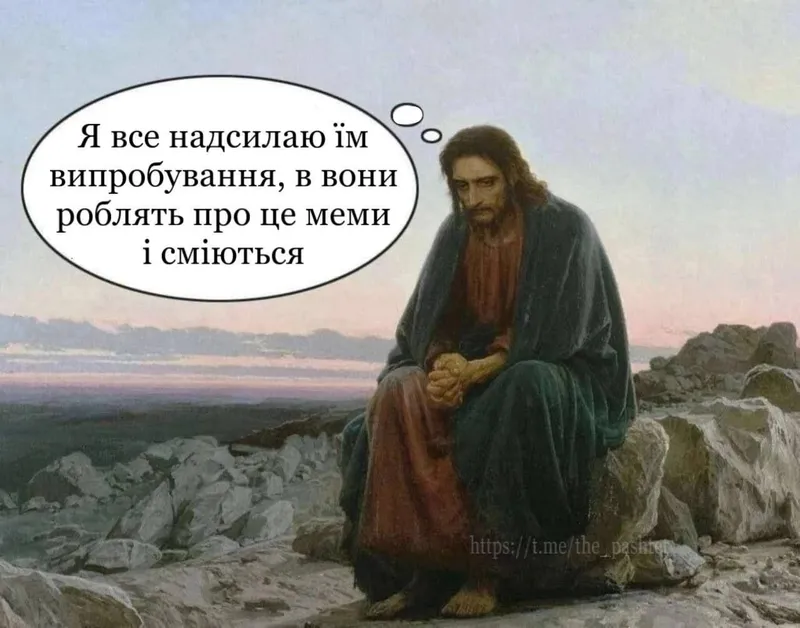 Я все надсилаю їм
випробування, в вони
роблять про це меми
і сміються